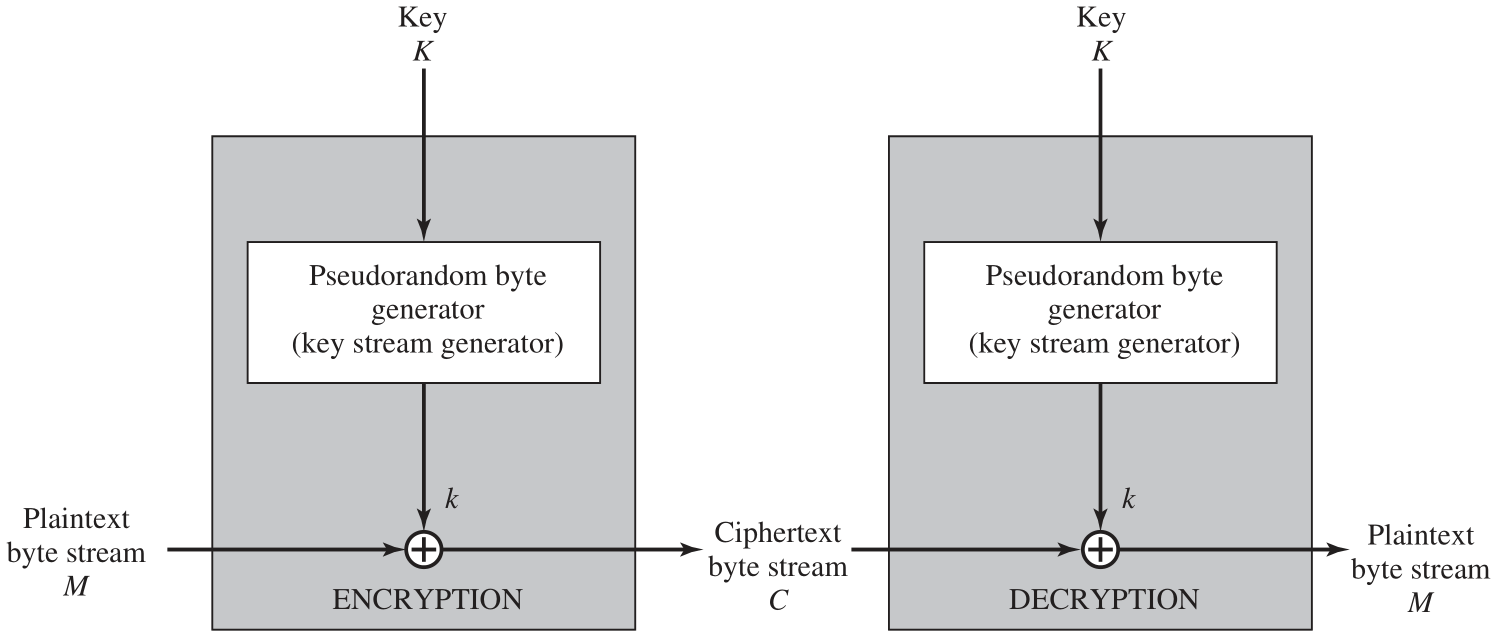 Key
K
Pseudorandom byte
generator
(key stream generator)
k
Plaintext
byte stream
M
ENCRYPTION
Ciphertext
byte stream
C
Key
K
Pseudorandom byte
generator
(key stream generator)
k
DECRYPTION
Plaintext
byte stream
M